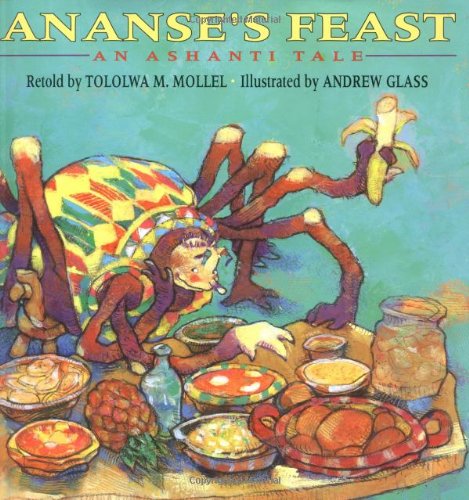 ANANSE'S FEAST
AN ASHANTI TALE
Retold by TOLOLWA M. MOLLEL · Illustrated by ANDREW GLASS